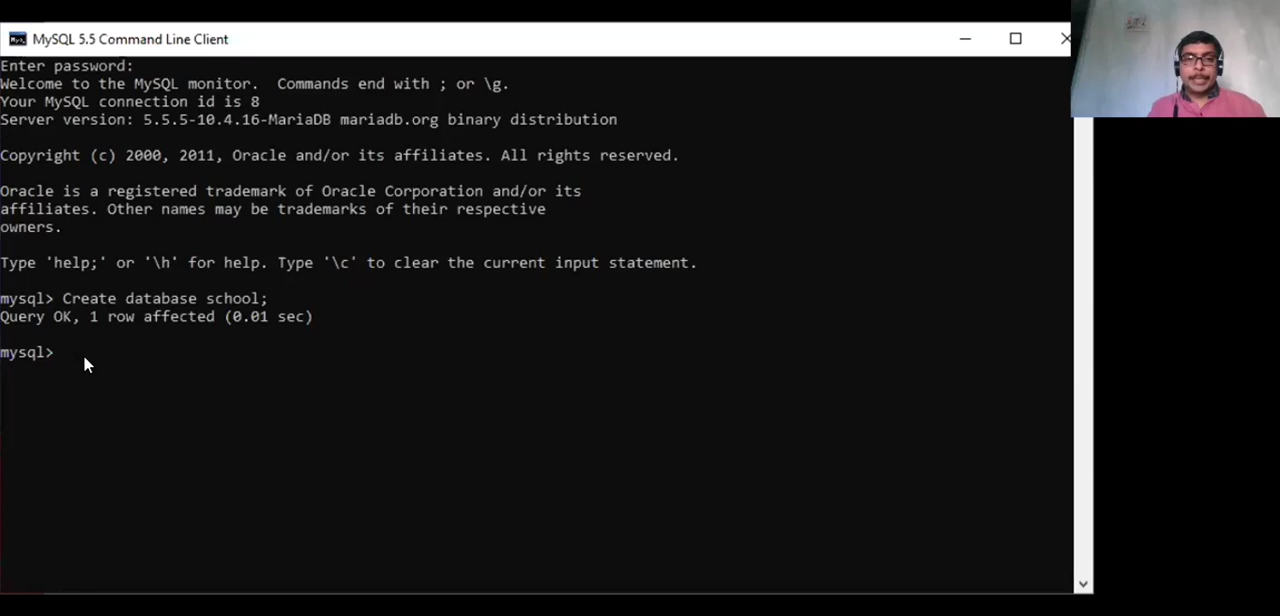 MySQL 5.5 Command Line Client
Enter password:
Welcome to the MySQL monitor.  Commands end with ; or \g.
Your MySQL connection id is 8
Server version: 5.5.5-10.4.16-MariaDB mariadb.org binary distribution
Copyright (c) 2000, 2011, Oracle and/or its affiliates. All rights reserved.
Oracle is a registered trademark of Oracle Corporation and/or its
affiliates. Other names may be trademarks of their respective
owners.
Type 'help;' or '\h' for help. Type '\c' to clear the current input statement.
mysql> Create database school;
Query OK, 1 row affected (0.01 sec)
mysql>